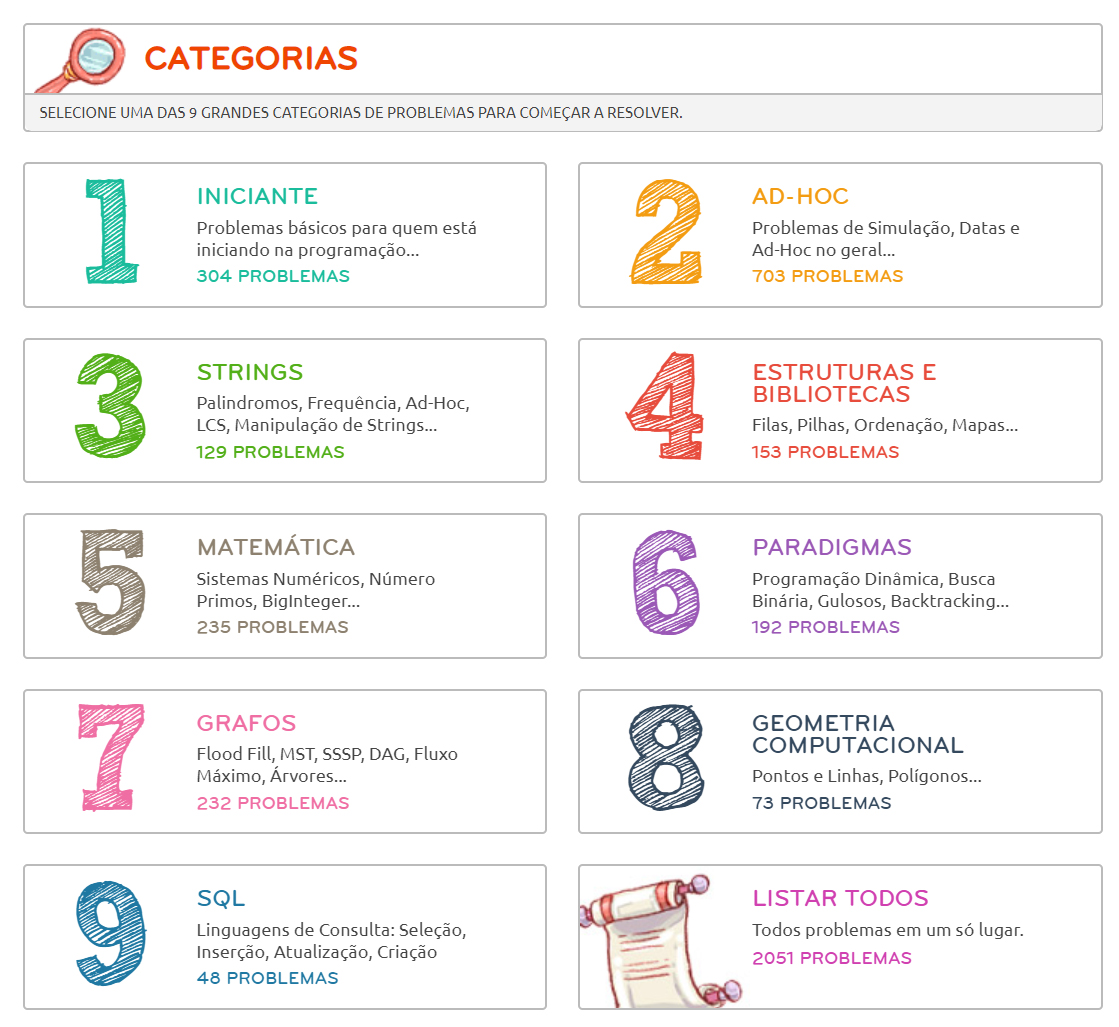 CATEGORIAS
SELECIONE UMA DAS 9 GRANDES CATEGORIAS DE PROBLEMAS PARA COMEÇAR A RESOLVER.
1
INICIANTE
Problemas básicos para quem está
iniciando na programação...
304 PROBLEMAS
2
AD-HOC
Problemas de Simulação, Datas e
Ad-Hoc no geral...
703 PROBLEMAS
3
STRINGS
Palindromos, Frequência, Ad-Hoc,
LCS, Manipulação de Strings...
129 PROBLEMAS
4
ESTRUTURAS E
BIBLIOTECAS
Filas, Pilhas, Ordenação, Mapas...
153 PROBLEMAS
5
MATEMÁTICA
Sistemas Numéricos, Número
Primos, BigInteger...
235 PROBLEMAS
6
PARADIGMAS
Programação Dinâmica, Busca
Binária, Gulosos, Backtracking...
192 PROBLEMAS
7
GRAFOS
Flood Fill, MST, SSSP, DAG, Fluxo
Máximo, Árvores...
232 PROBLEMAS
8
GEOMETRIA
COMPUTACIONAL
Pontos e Linhas, Polígonos...
73 PROBLEMAS
9
SQL
Linguagens de Consulta: Seleção,
Inserção, Atualização, Criação
48 PROBLEMAS
LISTAR TODOS
Todos problemas em um só lugar.
2051 PROBLEMAS